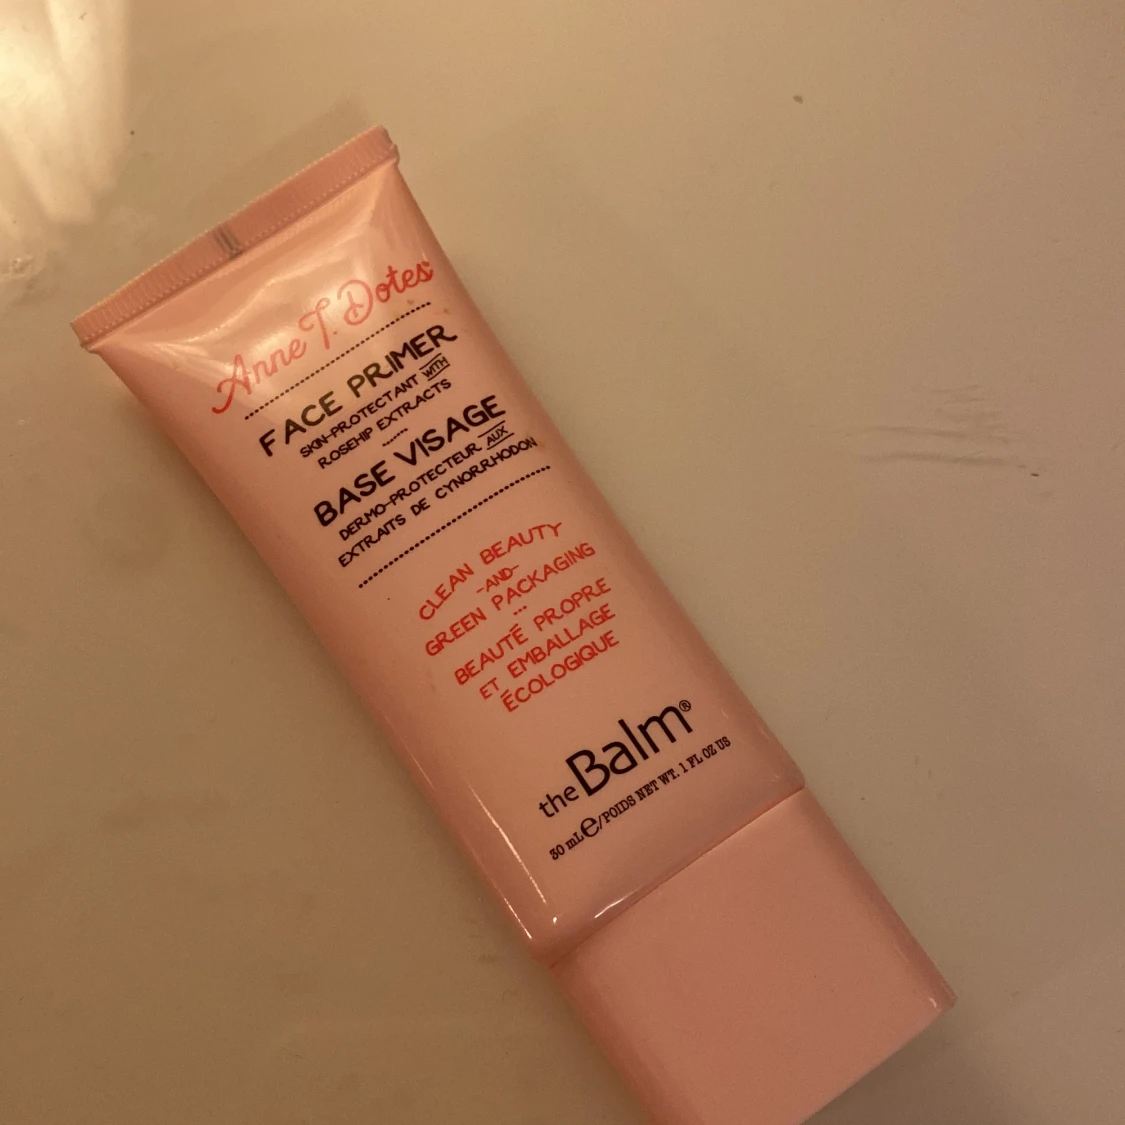 Anne T. Dotes
FACE PRIMER
SKIN-PROTECTANT WITH
ROSEHIP EXTRACTS
BASE VISAGE
DERMO-PROTECTEUR AUX
EXTRAITS DE CYNORRHODON
CLEAN BEAUTY
-AND-
GREEN PACKAGING
BEAUTÉ PROPRE
ET EMBALLAGE
ÉCOLOGIQUE
theBalm®
30 mL℮/POIDS NET WT. 1 FL OZ US